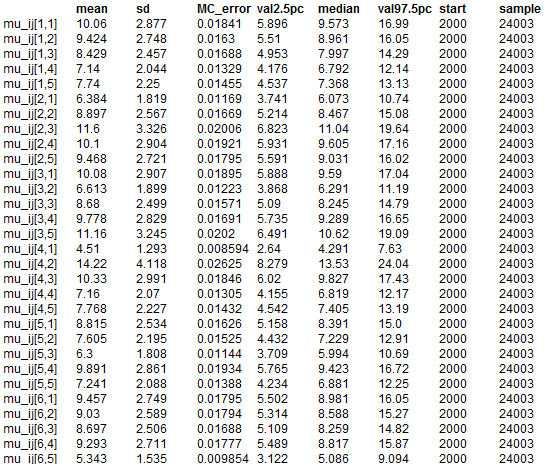 mean sd MC_error val2.5pc median val97.5pc start sample
mu_ij[1,1] 10.06 2.877 0.01841 5.896 9.573 16.99 2000 24003
mu_ij[1,2] 9.424 2.748 0.0163 5.51 8.961 16.05 2000 24003
mu_ij[1,3] 8.429 2.457 0.01688 4.953 7.997 14.29 2000 24003
mu_ij[1,4] 7.14 2.044 0.01329 4.176 6.792 12.14 2000 24003
mu_ij[1,5] 7.74 2.25 0.01455 4.537 7.368 13.13 2000 24003
mu_ij[2,1] 6.384 1.819 0.01169 3.741 6.073 10.74 2000 24003
mu_ij[2,2] 8.897 2.567 0.01669 5.214 8.467 15.08 2000 24003
mu_ij[2,3] 11.6 3.326 0.02006 6.823 11.04 19.64 2000 24003
mu_ij[2,4] 10.1 2.904 0.01921 5.931 9.605 17.16 2000 24003
mu_ij[2,5] 9.468 2.721 0.01795 5.591 9.031 16.02 2000 24003
mu_ij[3,1] 10.08 2.907 0.01895 5.888 9.59 17.04 2000 24003
mu_ij[3,2] 6.613 1.899 0.01223 3.868 6.291 11.19 2000 24003
mu_ij[3,3] 8.68 2.499 0.01571 5.09 8.245 14.79 2000 24003
mu_ij[3,4] 9.778 2.829 0.01691 5.735 9.289 16.65 2000 24003
mu_ij[3,5] 11.16 3.245 0.0202 6.491 10.62 19.09 2000 24003
mu_ij[4,1] 4.51 1.293 0.008594 2.64 4.291 7.63 2000 24003
mu_ij[4,2] 14.22 4.118 0.02625 8.279 13.53 24.04 2000 24003
mu_ij[4,3] 10.33 2.991 0.01846 6.02 9.827 17.43 2000 24003
mu_ij[4,4] 7.16 2.07 0.01305 4.155 6.819 12.17 2000 24003
mu_ij[4,5] 7.768 2.227 0.01432 4.542 7.405 13.19 2000 24003
mu_ij[5,1] 8.815 2.534 0.01626 5.158 8.391 15.0 2000 24003
mu_ij[5,2] 7.605 2.195 0.01525 4.432 7.229 12.91 2000 24003
mu_ij[5,3] 6.3 1.808 0.01144 3.709 5.994 10.69 2000 24003
mu_ij[5,4] 9.891 2.861 0.01934 5.765 9.423 16.72 2000 24003
mu_ij[5,5] 7.241 2.088 0.01388 4.234 6.881 12.25 2000 24003
mu_ij[6,1] 9.457 2.749 0.01795 5.502 8.981 16.05 2000 24003
mu_ij[6,2] 9.03 2.589 0.01794 5.314 8.588 15.27 2000 24003
mu_ij[6,3] 8.697 2.506 0.01688 5.109 8.259 14.82 2000 24003
mu_ij[6,4] 9.293 2.711 0.01777 5.489 8.817 15.87 2000 24003
mu_ij[6,5] 5.343 1.535 0.009854 3.122 5.086 9.094 2000 24003